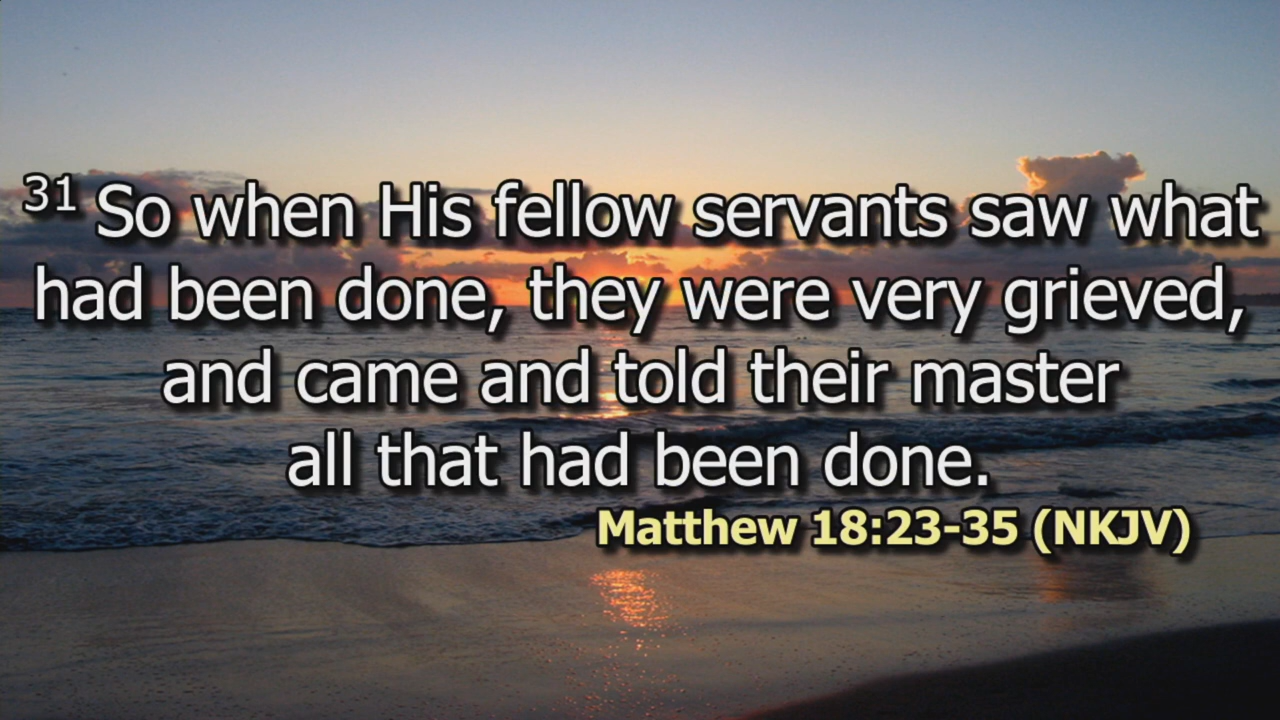 31 So when His fellow servants saw what
had been done, they were very grieved,
and came and told their master
all that had been done.
Matthew 18:23-35 (NKJV)